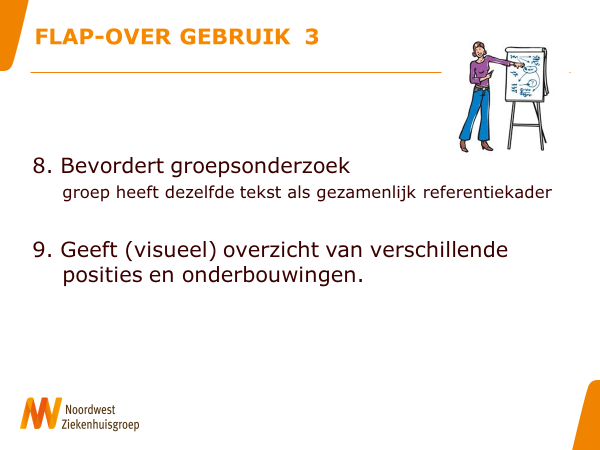 FLAP-OVER GEBRUIK 3
8. Bevordert groepsonderzoek
groep heeft dezelfde tekst als gezamenlijk referentiekader
9. Geeft (visueel) overzicht van verschillende
posities en onderbouwingen.
Noordwest
Ziekenhuisgroep